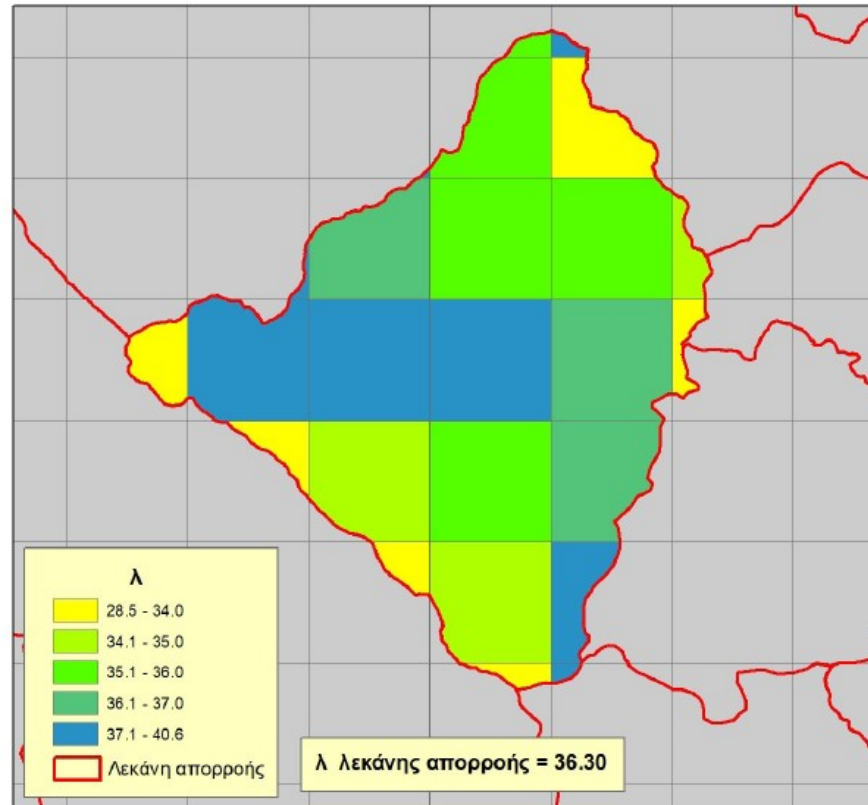 λ
28.5 - 34.0
34.1 - 35.0
35.1 - 36.0
36.1 - 37.0
37.1 - 40.6
Λεκάνη απορροής
λ λεκάνης απορροής = 36.30